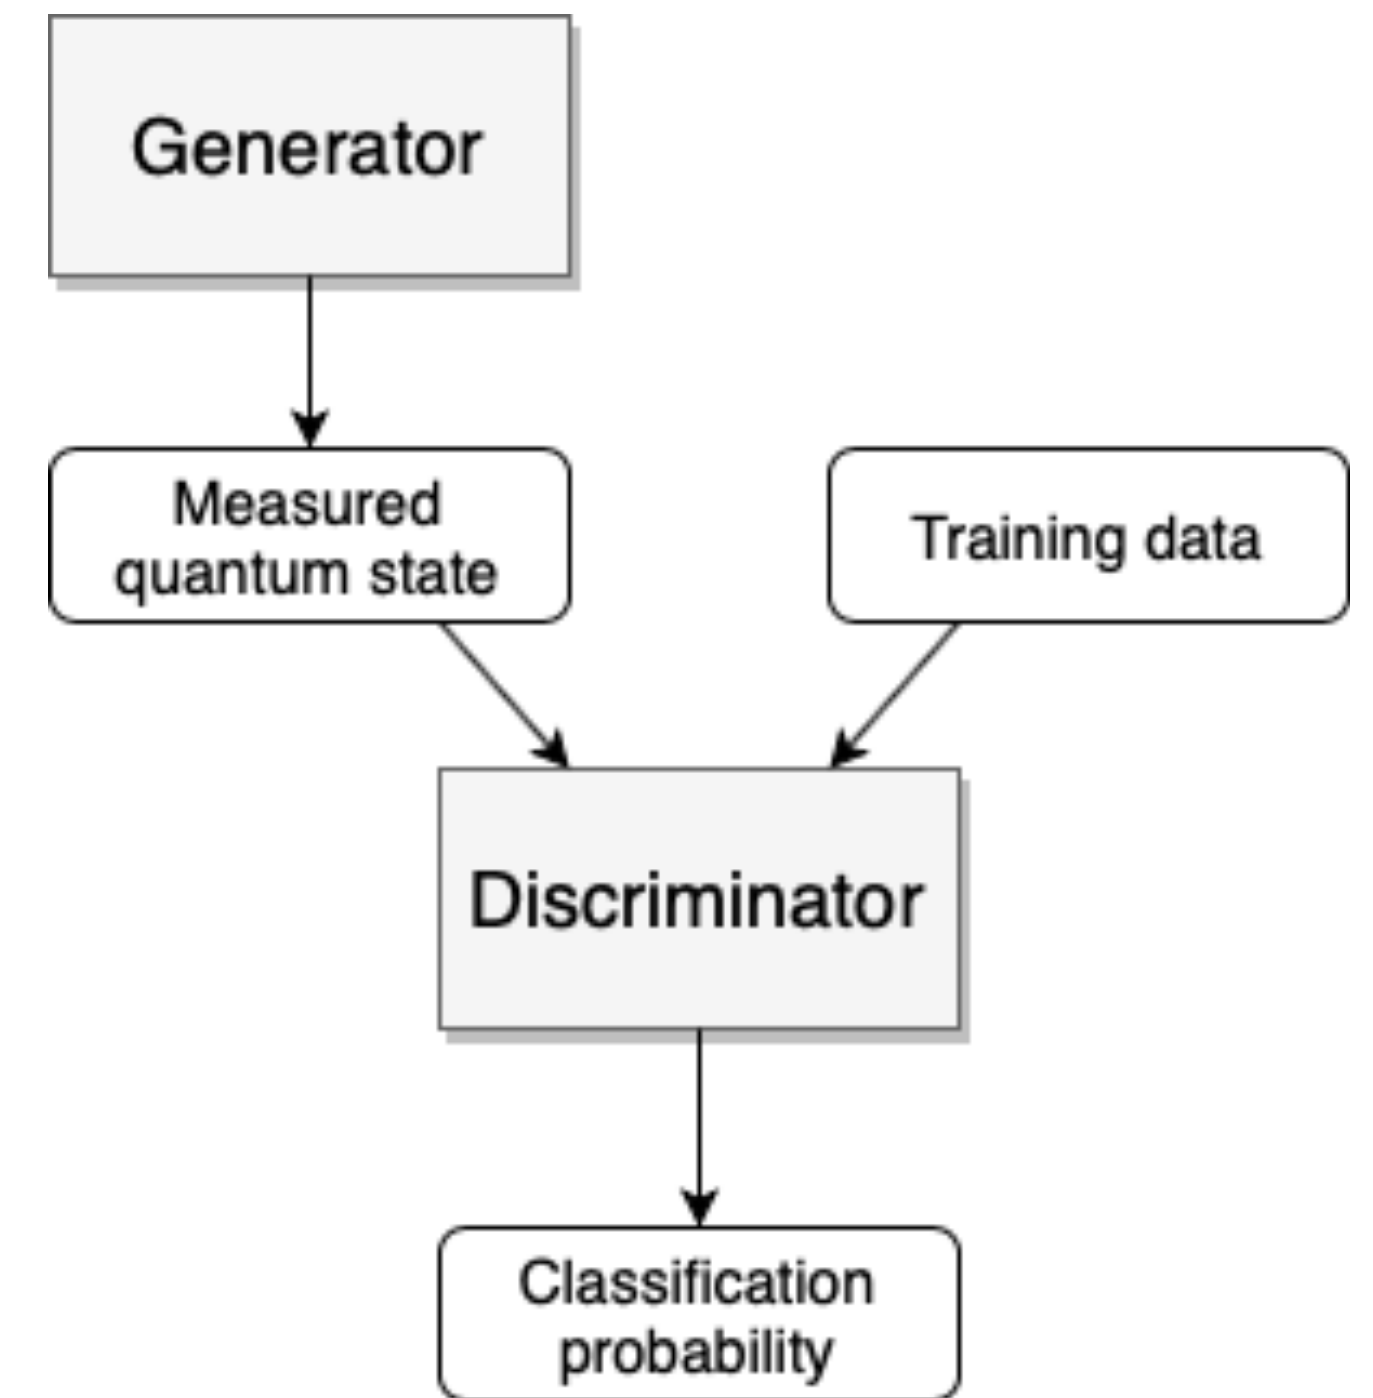 Generator
Measured
quantum state
Training data
Discriminator
Classification
probability